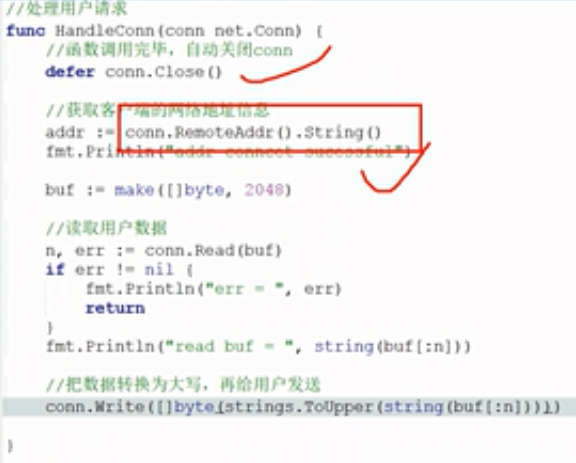 //处理用户请求
func HandleConn(conn net.Conn) {
//函数调用完毕，自动关闭conn
defer conn.Close()
//获取客户端的网络地址信息
addr := conn.RemoteAddr().String()
fmt.Println("addr conncet sucessful")
buf := make([]byte, 2048)
//读取用户数据
n, err := conn.Read(buf)
if err != nil {
fmt.Println("err = ", err)
return
}
fmt.Println("read buf = ", string(buf[:n]))
//把数据转换为大写，再给用户发送
conn.Write([]byte(strings.ToUpper(string(buf[:n]))))
}